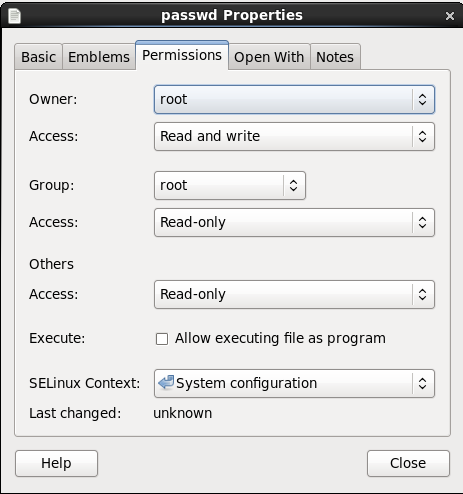 passwd Properties
Basic Emblems Permissions Open With Notes
Owner: root
Access: Read and write
Group: root
Access: Read-only
Others
Access: Read-only
Execute: Allow executing file as program
SELinux Context: System configuration
Last changed: unknown
Help Close